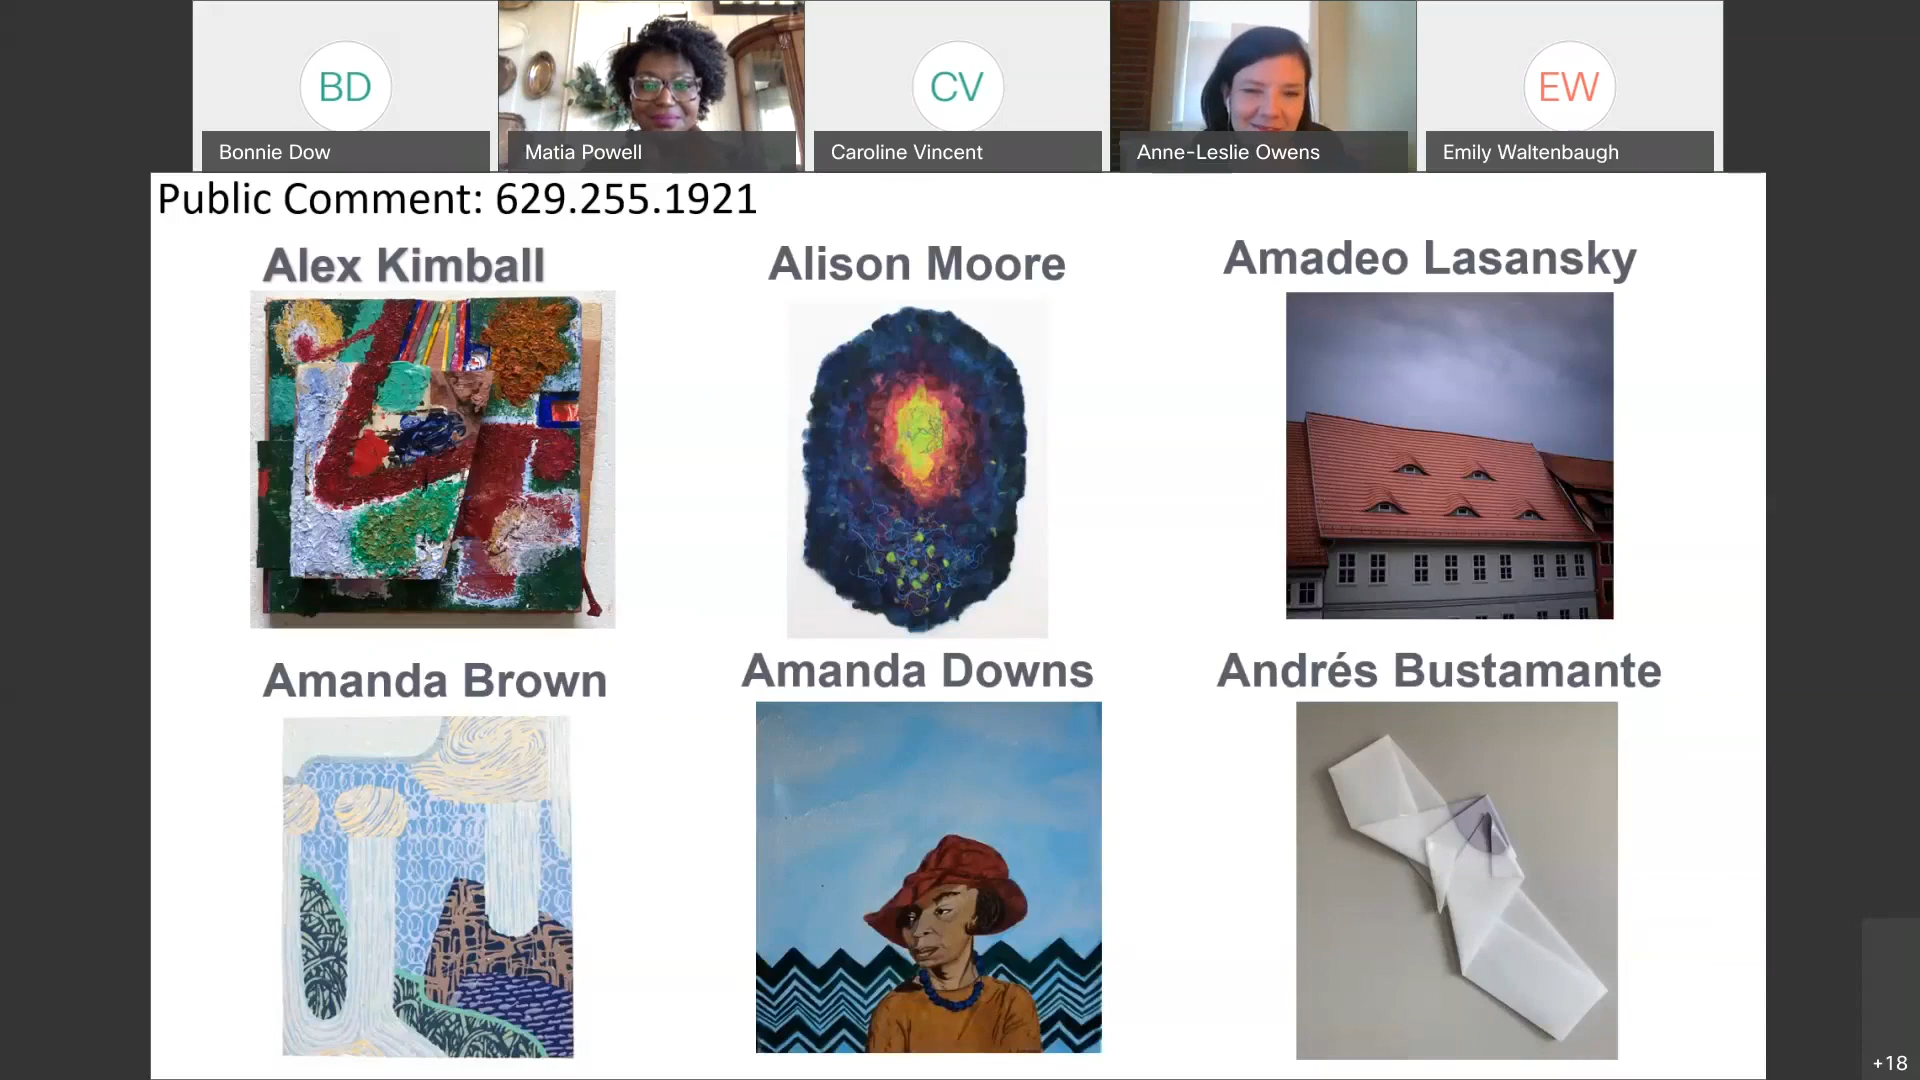 BD
CV
EW
Bonnie Dow
Matia Powell
Caroline Vincent
Anne-Leslie Owens
Emily Waltenbaugh
Public Comment: 629.255.1921
Alex Kimball
Alison Moore
Amadeo Lasansky
Amanda Brown
Amanda Downs
Andrés Bustamante
+18